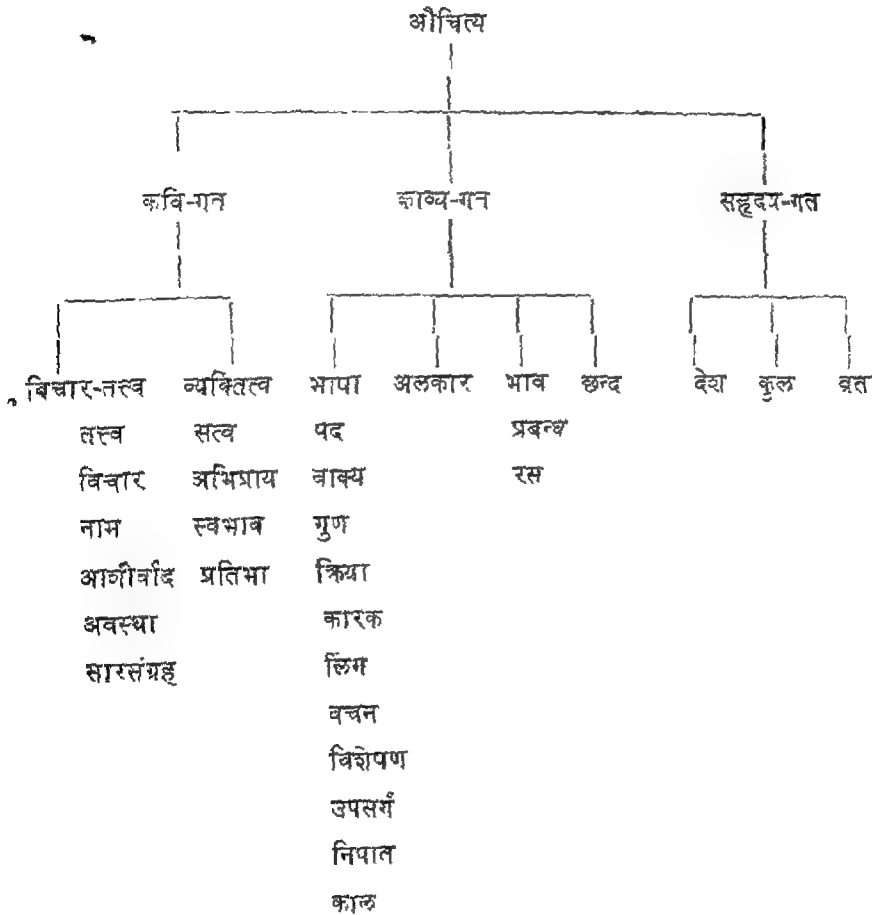 औचित्य
कवि-गत काव्य-गत सहृदय-गत
विचार-तत्त्व व्यक्तित्व भाषा अलकार भाव छन्द देश कुल व्रत
तत्त्व सत्व पद प्रबन्ध
विचार अभिप्राय वाक्य रस
नाम स्वभाव गुण
आशीर्वाद प्रतिभा क्रिया
अवस्था कारक
सारसंग्रह लिंग
वचन
विशेषण
उपसर्ग
निपात
काल